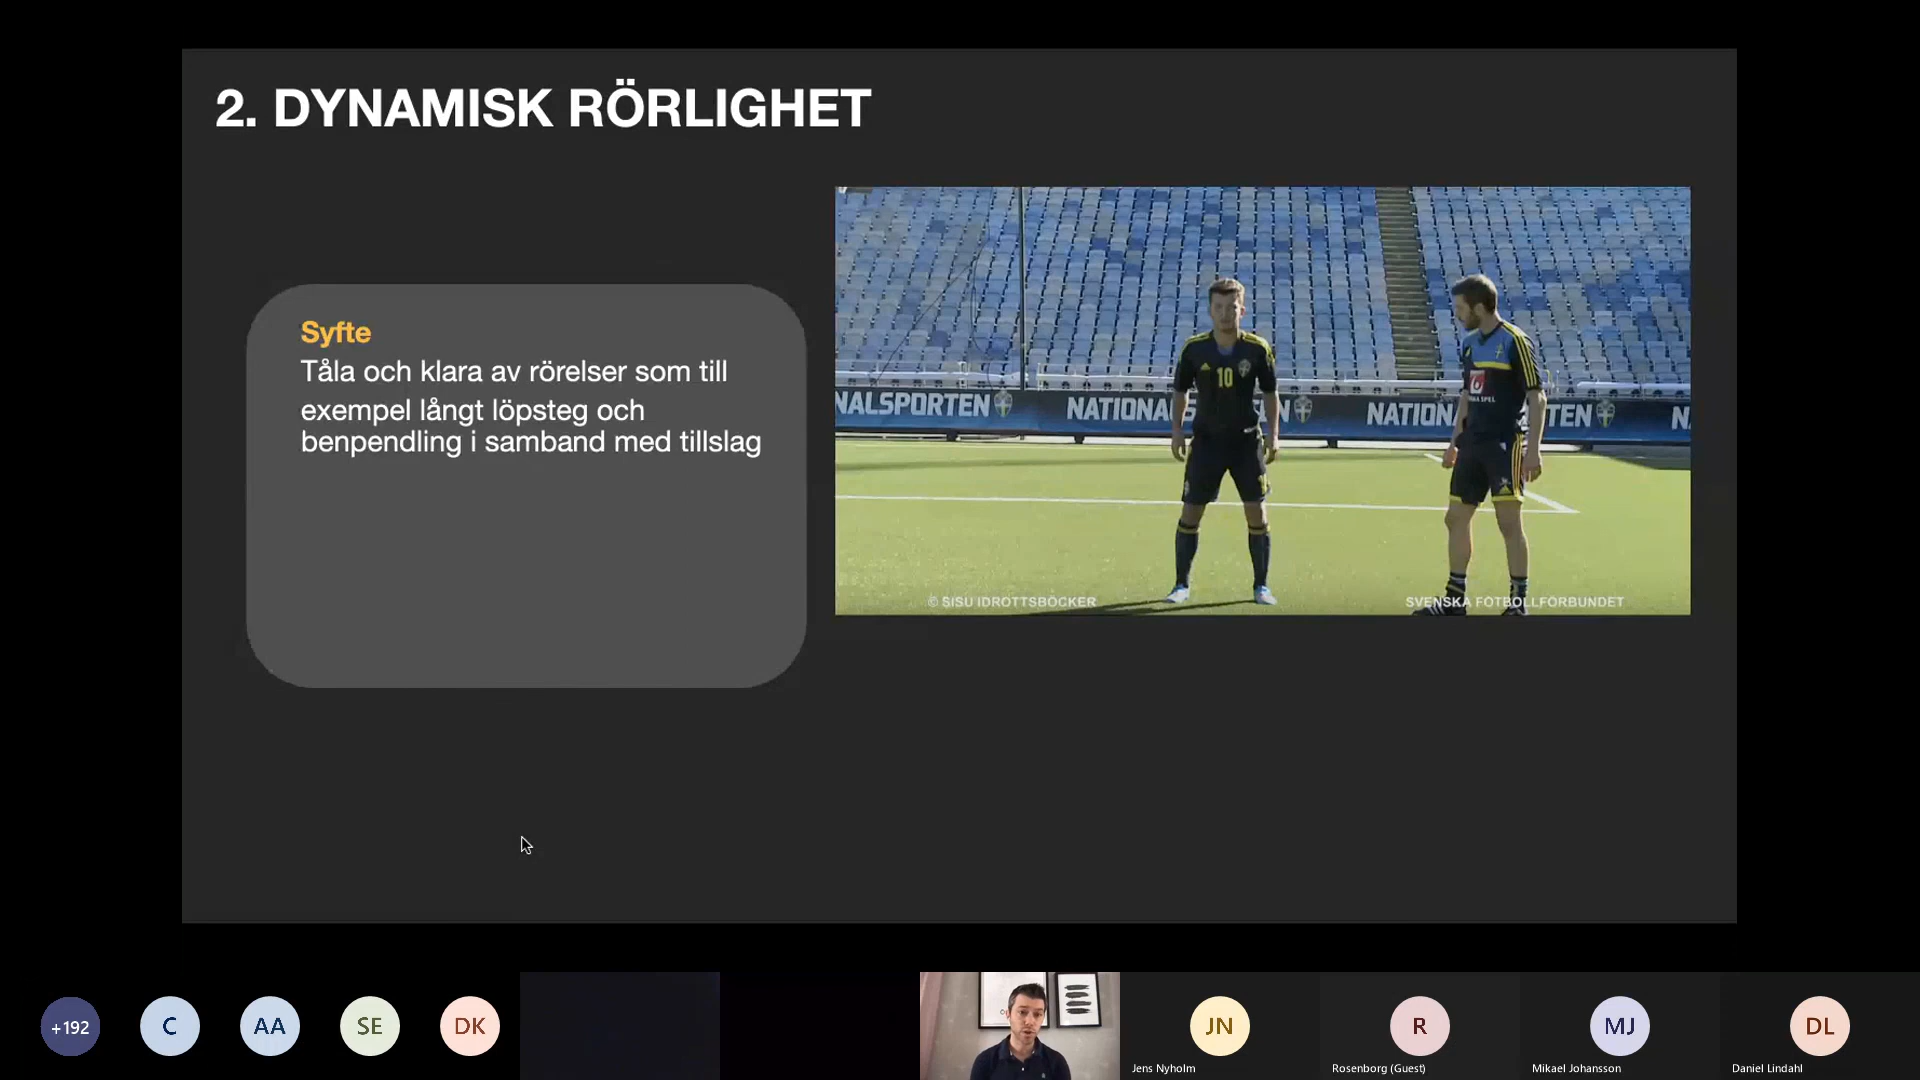 2. DYNAMISK RÖRLIGHET
Syfte
Tåla och klara av rörelser som till
exempel långt löpsteg och
benpendling i samband med tillslag
NALSPORTEN
NATIONA
EN
NATION
TEN
N
10
© SISU IDROTTSBÖCKER
SVENSKA FOTBOLLFÖRBUNDET
+192
C
AA
SE
DK
JN
R
MJ
DL
Jens Nyholm
Rosenborg (Guest)
Mikael Johansson
Daniel Lindahl